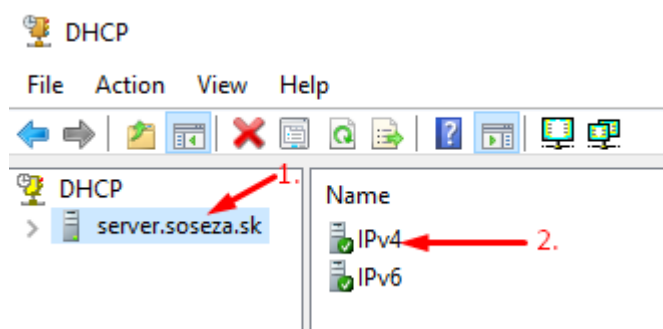 DHCP
File Action View Help
DHCP
1.
server.soseza.sk
Name
IPv4
2.
IPv6